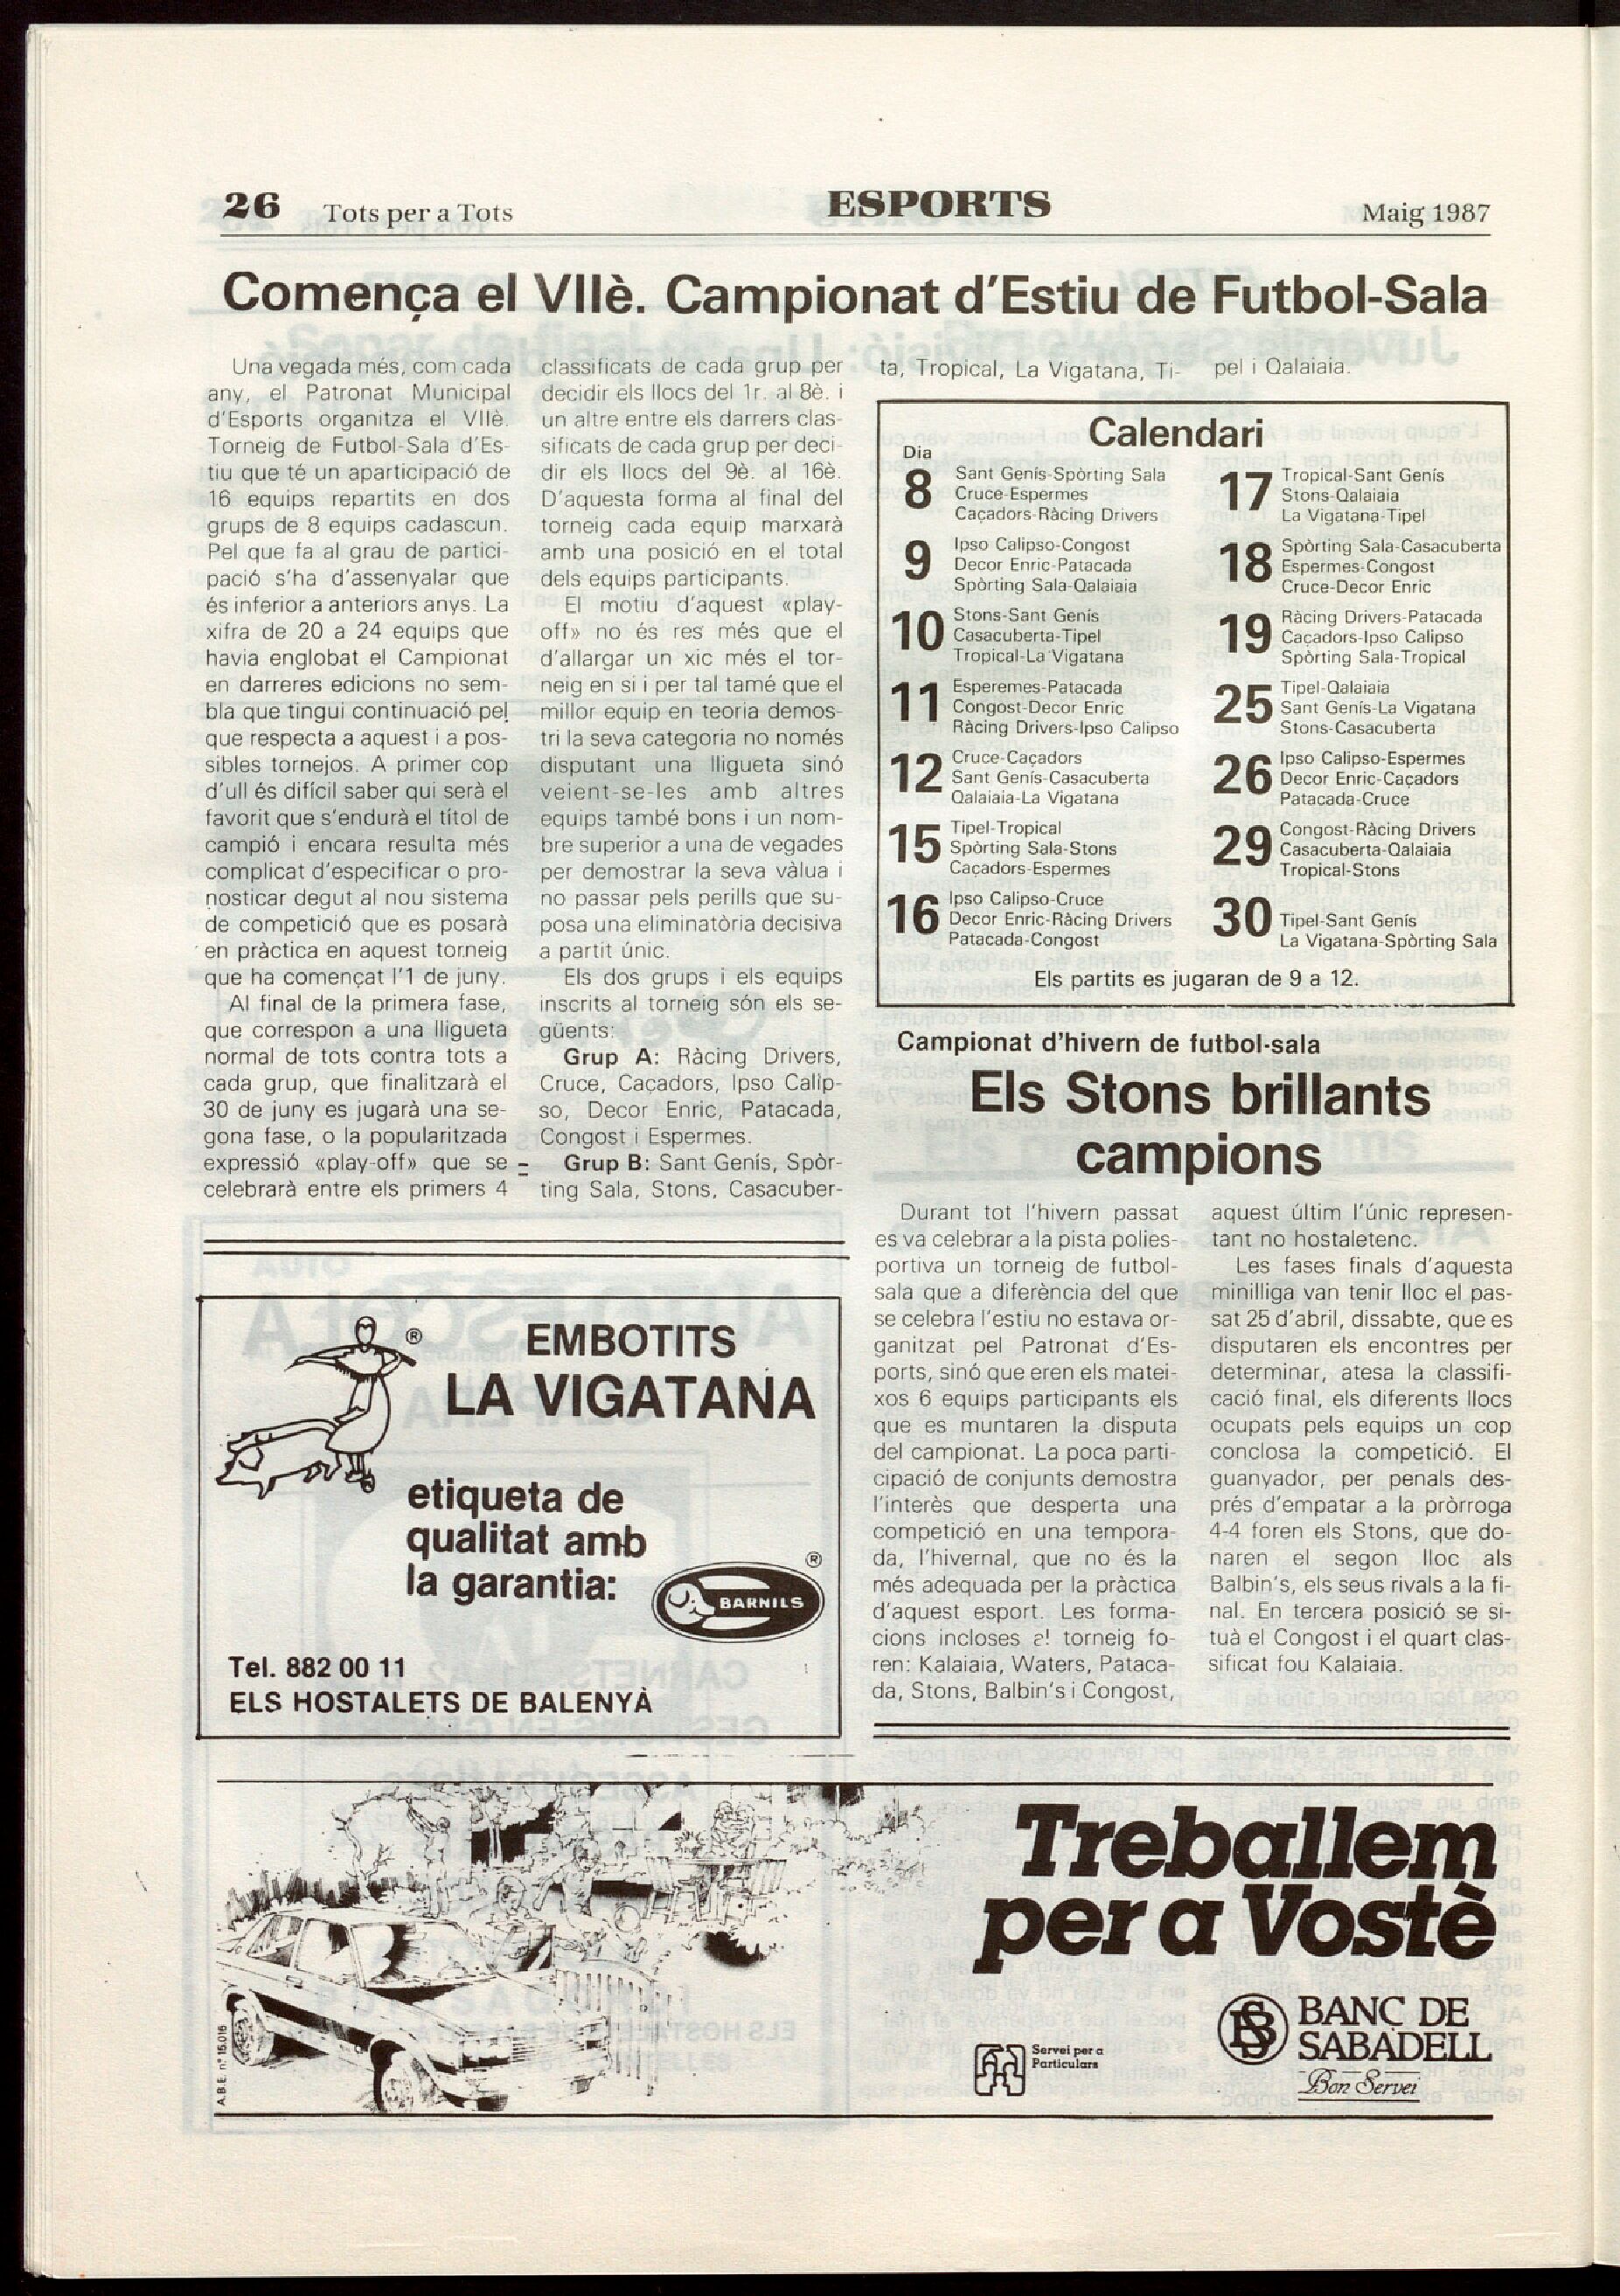 26 Tots per a Tots ESPORTS Maig 1987
Comença el VIIè. Campionat d'Estiu de Futbol-Sala
Una vegada més, com cada
any, el Patronat Municipal
d'Esports organitza el VIIè.
Torneig de Futbol-Sala d'Es-
tiu que té un aparticipació de
16 equips repartits en dos
grups de 8 equips cadascun.
Pel que fa al grau de partici-
pació s'ha d'assenyalar que
és inferior a anteriors anys. La
xifra de 20 a 24 equips que
havia englobat el Campionat
en darreres edicions no sem-
bla que tingui continuació pel
que respecta a aquest i a pos-
sibles tornejos. A primer cop
d'ull és difícil saber qui serà el
favorit que s'endurà el títol de
campió i encara resulta més
complicat d'especificar o pro-
nosticar degut al nou sistema
de competició que es posarà
en pràctica en aquest torneig
que ha començat l'1 de juny.
Al final de la primera fase,
que correspon a una lligueta
normal de tots contra tots a
cada grup, que finalitzarà el
30 de juny es jugarà una se-
gona fase, o la popularitzada
expressió «play-off» que se
celebrarà entre els primers 4
classificats de cada grup per
decidir els llocs del 1r. al 8è. i
un altre entre els darrers clas-
sificats de cada grup per deci-
dir els llocs del 9è. al 16è.
D'aquesta forma al final del
torneig cada equip marxarà
amb una posició en el total
dels equips participants.
El motiu d'aquest «play-
off» no és res més que el
d'allargar un xic més el tor-
neig en si i per tal també que el
millor equip en teoria demos-
tri la seva categoria no només
disputant una lligueta sinó
veient-se-les amb altres
equips també bons i un nom-
bre superior a una de vegades
per demostrar la seva vàlua i
no passar pels perills que su-
posa una eliminatòria decisiva
a partit únic.
Els dos grups i els equips
inscrits al torneig són els se-
güents:
Grup A: Ràcing Drivers,
Cruce, Caçadors, Ipso Calip-
so, Decor Enric, Patacada,
Congost i Espermes.
Grup B: Sant Genís, Spòr-
ting Sala, Stons, Casacuber-
ta, Tropical, La Vigatana, Ti-
pel i Qalaiaia.
Calendari
Dia
8 Sant Genís-Spòrting Sala
Cruce-Espermes
Caçadors-Ràcing Drivers
9 Ipso Calipso-Congost
Decor Enric-Patacada
Spòrting Sala-Qalaiaia
10 Stons-Sant Genís
Casacuberta-Tipel
Tropical-La Vigatana
11 Esperemes-Patacada
Congost-Decor Enric
Ràcing Drivers-Ipso Calipso
12 Cruce-Caçadors
Sant Genís-Casacuberta
Qalaiaia-La Vigatana
15 Tipel-Tropical
Spòrting Sala-Stons
Caçadors-Espermes
16 Ipso Calipso-Cruce
Decor Enric-Ràcing Drivers
Patacada-Congost
17 Tropical-Sant Genís
Stons-Qalaiaia
La Vigatana-Tipel
18 Spòrting Sala-Casacuberta
Espermes-Congost
Cruce-Decor Enric
19 Ràcing Drivers-Patacada
Caçadors-Ipso Calipso
Spòrting Sala-Tropical
25 Tipel-Qalaiaia
Sant Genís-La Vigatana
Stons-Casacuberta
26 Ipso Calipso-Espermes
Decor Enric-Caçadors
Patacada-Cruce
29 Congost-Ràcing Drivers
Casacuberta-Qalaiaia
Tropical-Stons
30 Tipel-Sant Genís
La Vigatana-Spòrting Sala
Els partits es jugaran de 9 a 12.
Campionat d'hivern de futbol-sala
Els Stons brillants
campions
Durant tot l'hivern passat
es va celebrar a la pista polies-
portiva un torneig de futbol-
sala que a diferència del que
se celebra l'estiu no estava or-
ganitzat pel Patronat d'Es-
ports, sinó que eren els matei-
xos 6 equips participants els
que es muntaren la disputa
del campionat. La poca parti-
cipació de conjunts demostra
l'interès que desperta una
competició en una tempora-
da, l'hivernal, que no és la
més adequada per la pràctica
d'aquest esport. Les forma-
cions incloses al torneig fo-
ren: Kalaiaia, Waters, Pataca-
da, Stons, Balbin's i Congost,
aquest últim l'únic represen-
tant no hostaletenc.
Les fases finals d'aquesta
minilliga van tenir lloc el pas-
sat 25 d'abril, dissabte, que es
disputaren els encontres per
determinar, atesa la classifi-
cació final, els diferents llocs
ocupats pels equips un cop
conclosa la competició. El
guanyador, per penals des-
prés d'empatar a la pròrroga
4-4 foren els Stons, que do-
naren el segon lloc als
Balbin's, els seus rivals a la fi-
nal. En tercera posició se si-
tuà el Congost i el quart clas-
sificat fou Kalaiaia.
®
EMBOTITS
LA VIGATANA
etiqueta de
qualitat amb
la garantia:
®
BARNILS
Tel. 882 00 11
ELS HOSTALETS DE BALENYÀ
Treballem
per a Vostè
A.B.E. nº 15.016
Servei per a
Particulars
BS
BANC DE
SABADELL
Bon Servei